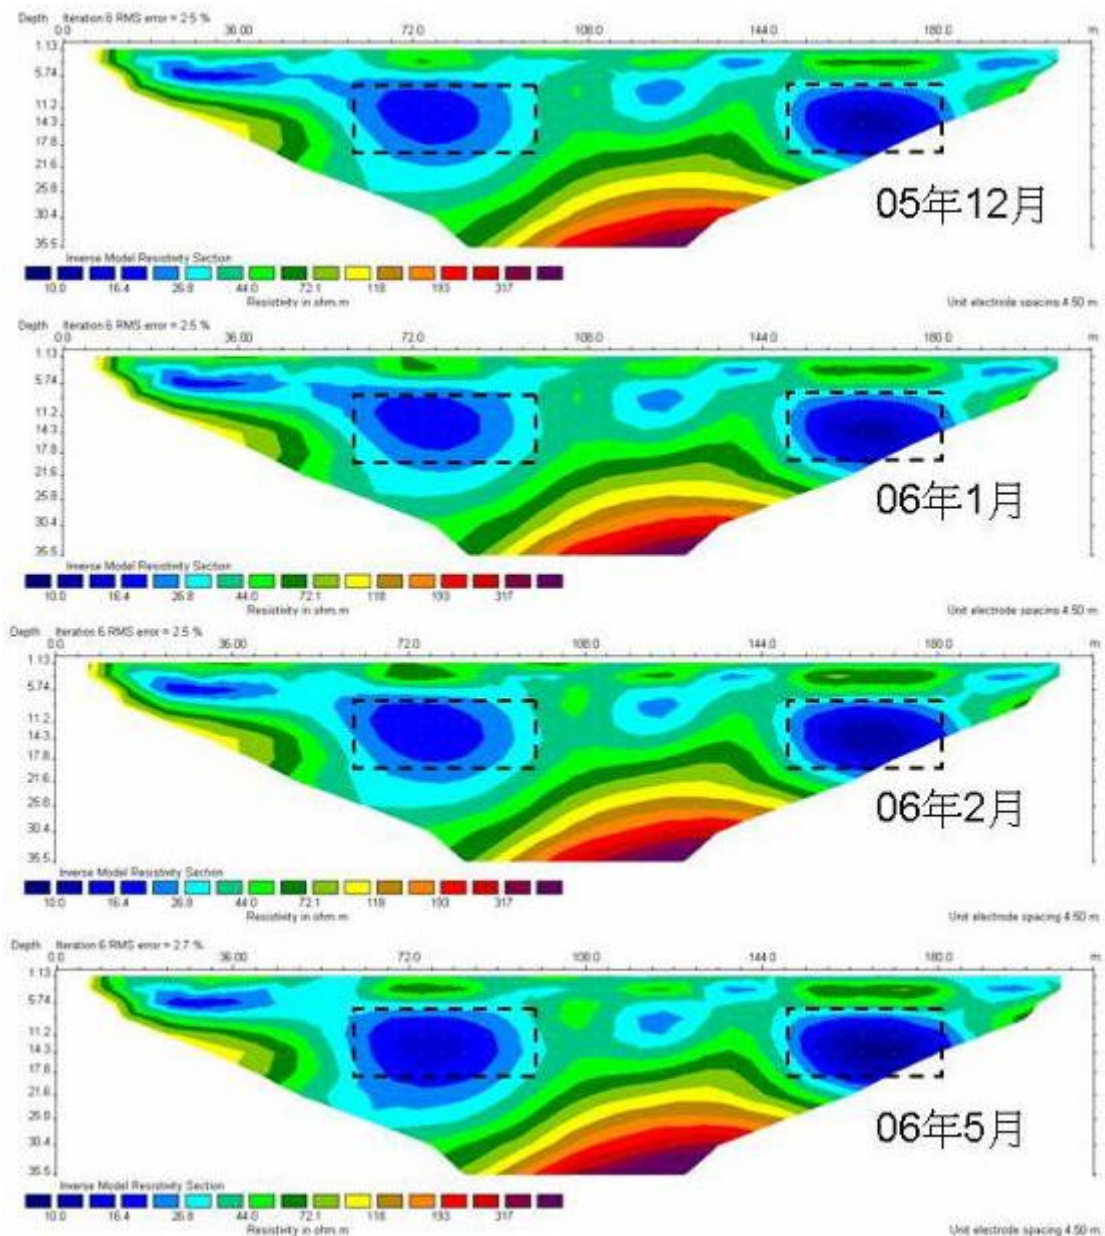 Depth Iteration 6 RMS error = 2.5 %
0.0 36.00 72.0 108.0 144.0 180.0 m
1.13
5.74
11.2
14.3
17.8
21.6
25.8
30.4
35.5
05年12月
Inverse Model Resistivity Section
10.0 16.4 26.8 44.0 72.1 118 193 317
Resistivity in ohm.m
Unit electrode spacing 4.50 m
Depth Iteration 6 RMS error = 2.5 %
0.0 36.00 72.0 108.0 144.0 180.0 m
1.13
5.74
11.2
14.3
17.8
21.6
25.8
30.4
35.5
06年1月
Inverse Model Resistivity Section
10.0 16.4 26.8 44.0 72.1 118 193 317
Resistivity in ohm.m
Unit electrode spacing 4.50 m
Depth Iteration 6 RMS error = 2.5 %
0.0 36.00 72.0 108.0 144.0 180.0 m
1.13
5.74
11.2
14.3
17.8
21.6
25.8
30.4
35.5
06年2月
Inverse Model Resistivity Section
10.0 16.4 26.8 44.0 72.1 118 193 317
Resistivity in ohm.m
Unit electrode spacing 4.50 m
Depth Iteration 6 RMS error = 2.7 %
0.0 36.00 72.0 108.0 144.0 180.0 m
1.13
5.74
11.2
14.3
17.8
21.6
25.8
30.4
35.5
06年5月
Inverse Model Resistivity Section
10.0 16.4 26.8 44.0 72.1 118 193 317
Resistivity in ohm.m
Unit electrode spacing 4.50 m